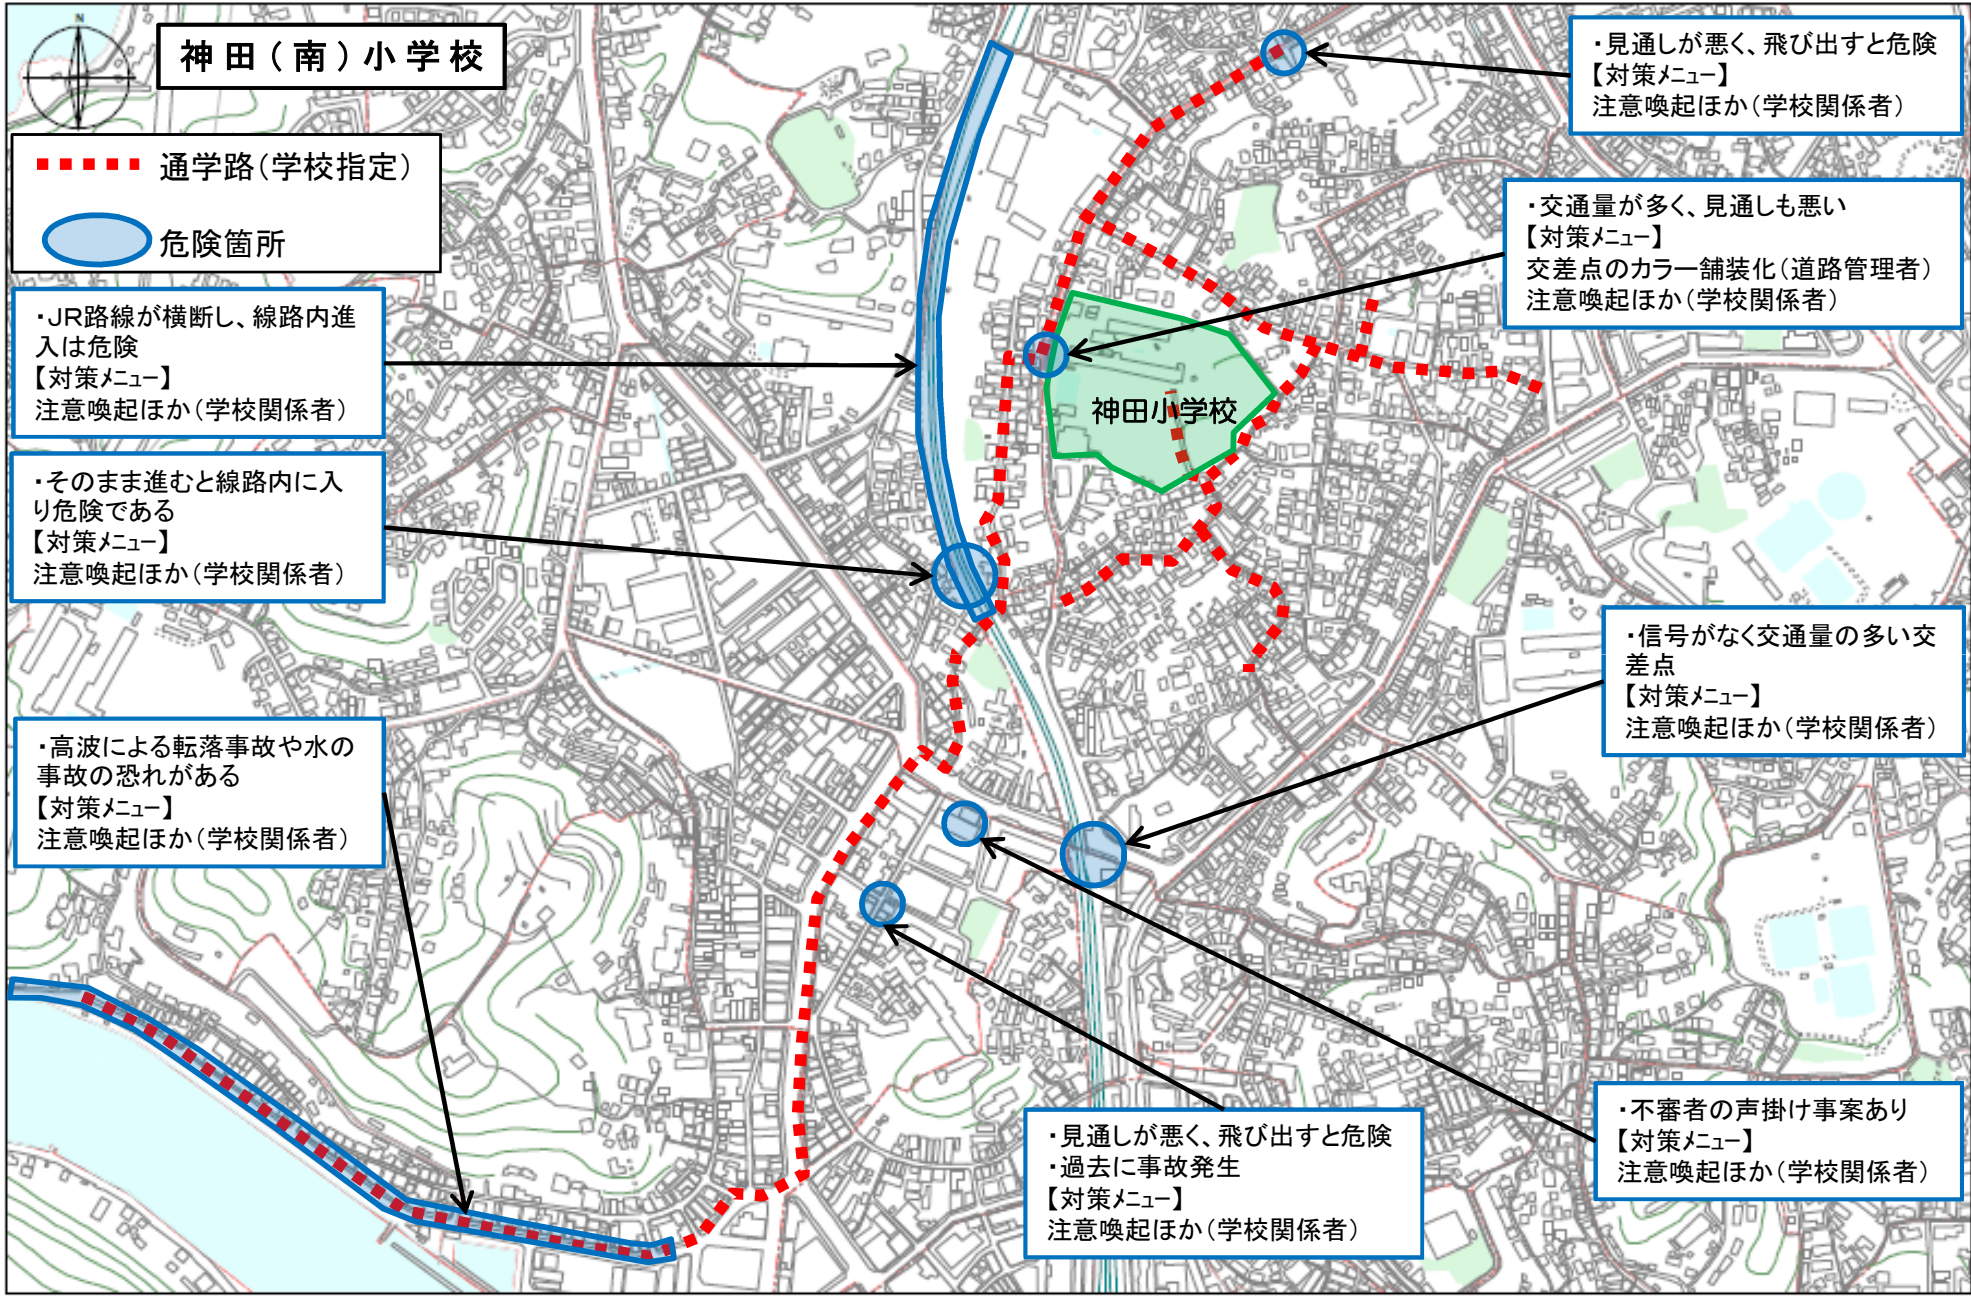 N
神田(南)小学校
通学路(学校指定)
危険箇所
・JR路線が横断し、線路内進
入は危険
【対策メニュー】
注意喚起ほか(学校関係者)
・そのまま進むと線路内に入
り危険である
【対策メニュー】
注意喚起ほか(学校関係者)
・高波による転落事故や水の
事故の恐れがある
【対策メニュー】
注意喚起ほか(学校関係者)
・見通しが悪く、飛び出すと危険
【対策メニュー】
注意喚起ほか(学校関係者)
・交通量が多く、見通しも悪い
【対策メニュー】
交差点のカラー舗装化(道路管理者)
注意喚起ほか(学校関係者)
神田小学校
・信号がなく交通量の多い交
差点
【対策メニュー】
注意喚起ほか(学校関係者)
・見通しが悪く、飛び出すと危険
・過去に事故発生
【対策メニュー】
注意喚起ほか(学校関係者)
・不審者の声掛け事案あり
【対策メニュー】
注意喚起ほか(学校関係者)